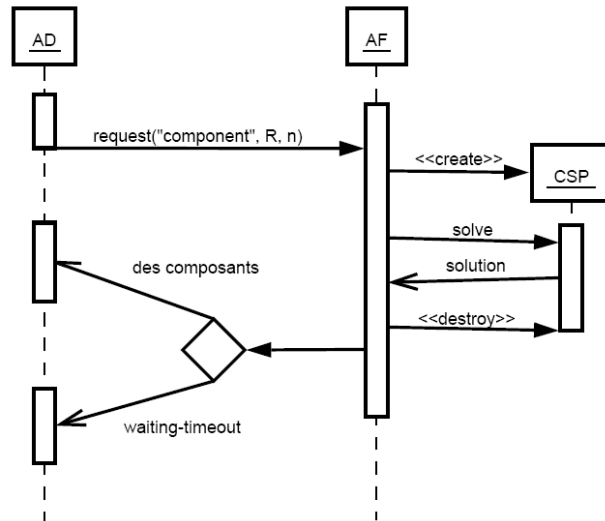 AD
AF
request("component", R, n)
<<create>>
CSP
solve
des composants
solution
<<destroy>>
waiting-timeout